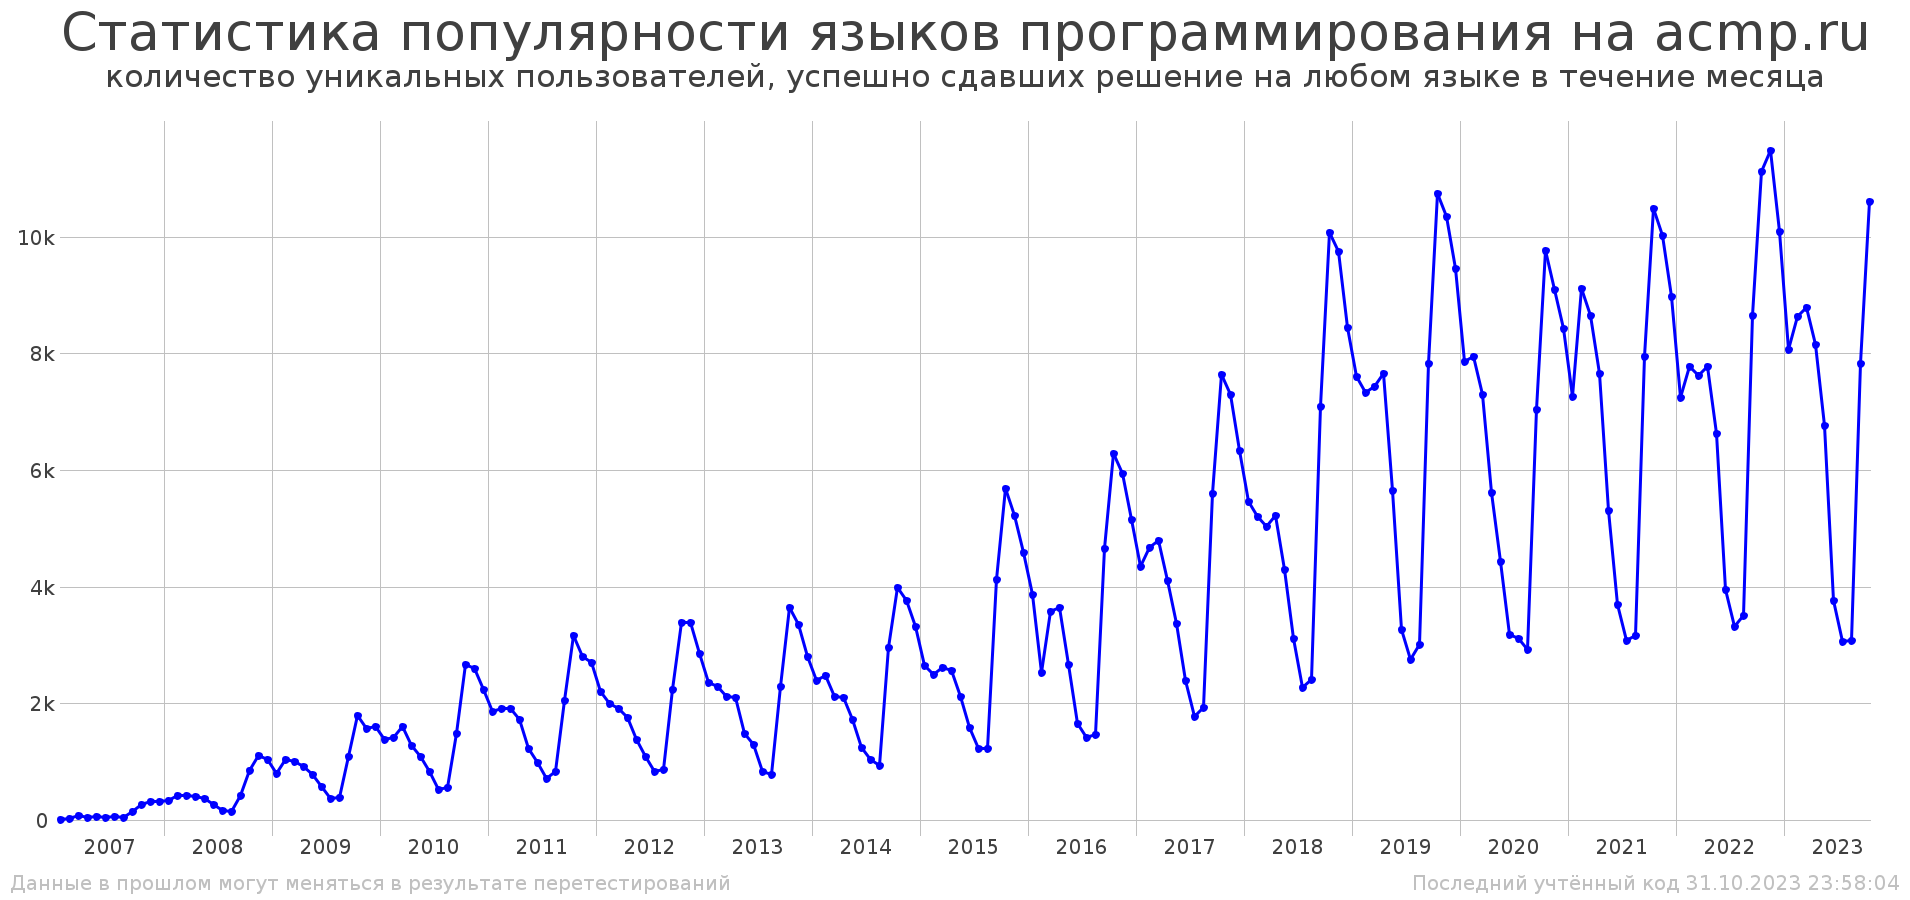 Статистика популярности языков программирования на acmp.ru
количество уникальных пользователей, успешно сдавших решение на любом языке в течение месяца
10k
8k
6k
4k
2k
0
2007 2008 2009 2010 2011 2012 2013 2014 2015 2016 2017 2018 2019 2020 2021 2022 2023
Данные в прошлом могут меняться в результате перетестирований
Последний учтённый код 31.10.2023 23:58:04